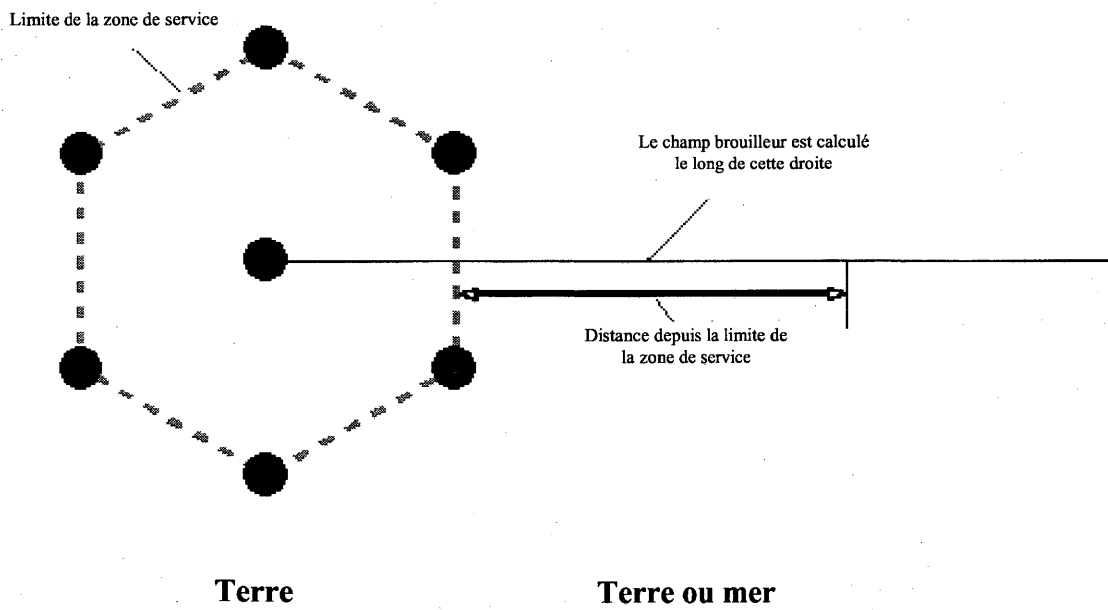 Limite de la zone de service
Le champ brouilleur est calculé
le long de cette droite
Distance depuis la limite de
la zone de service
Terre
Terre ou mer